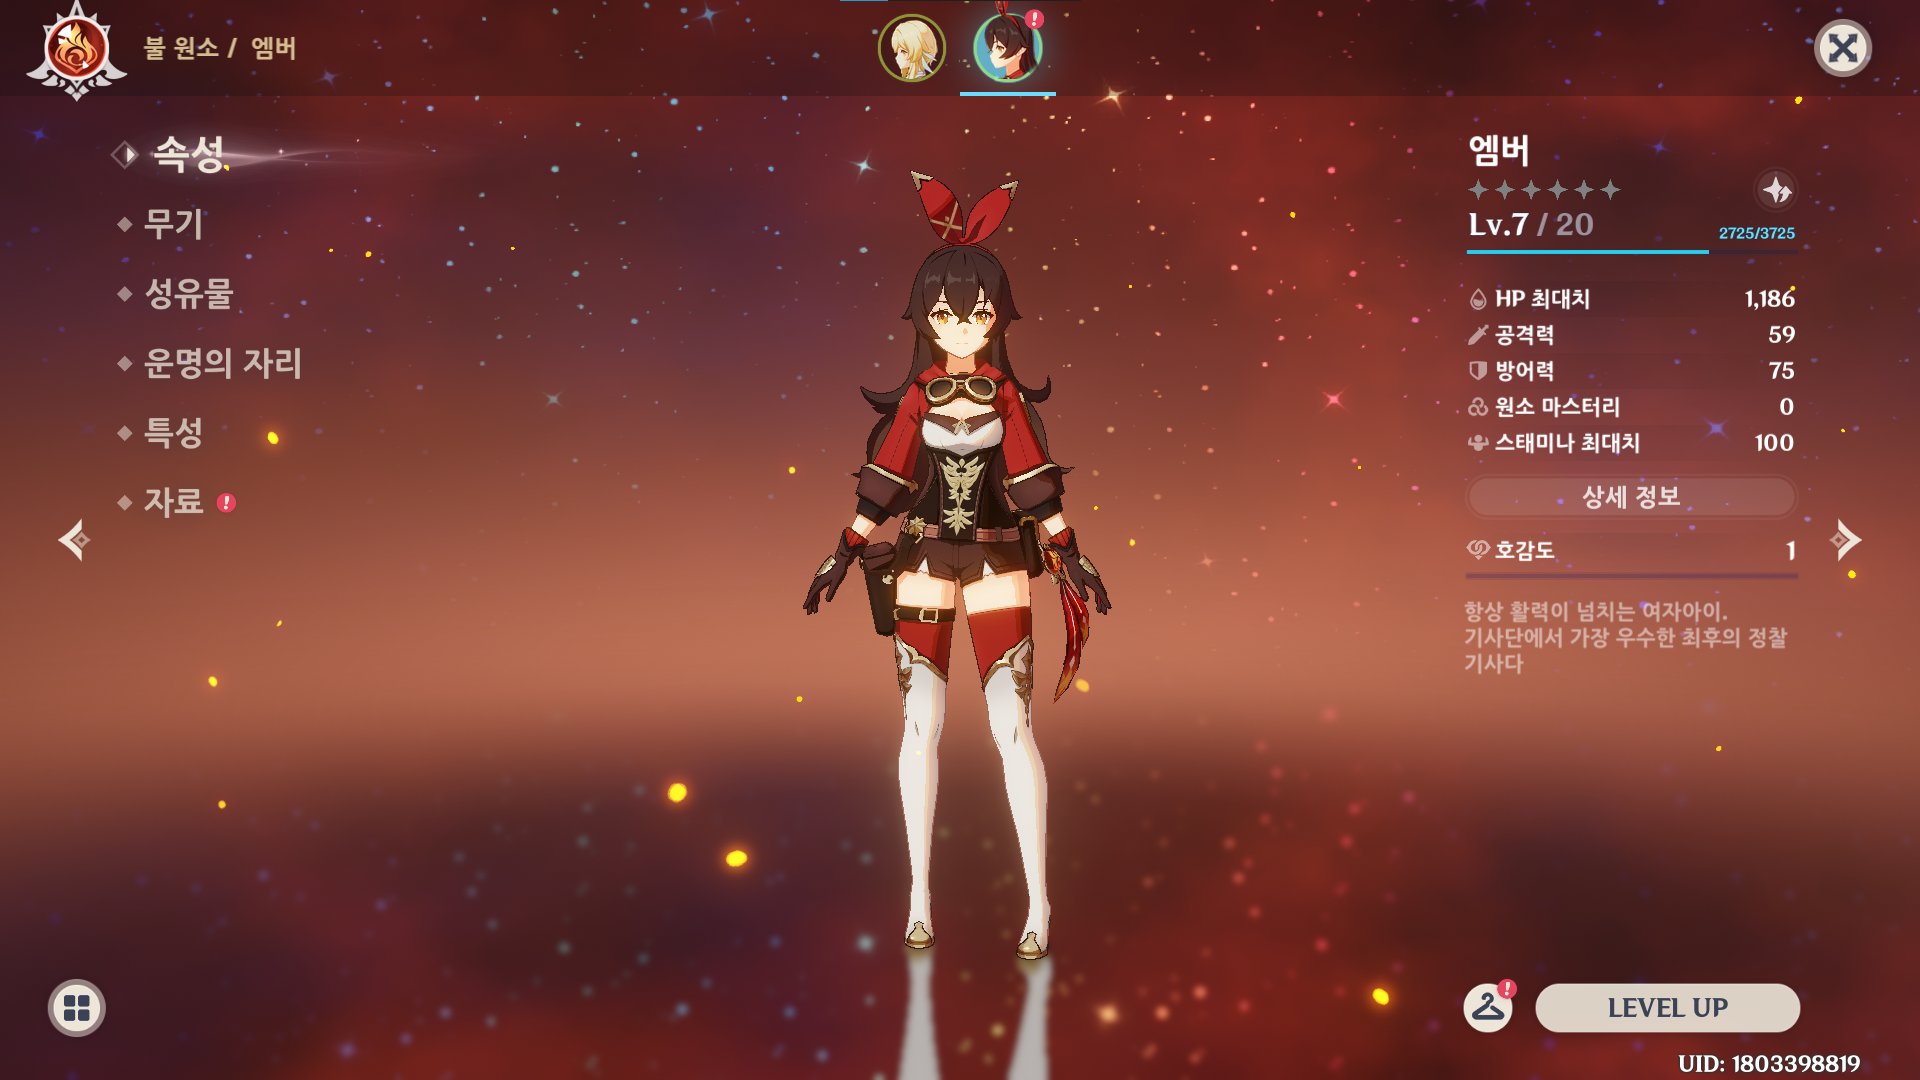 불 원소 / 엠버
속성
무기
성유물
운명의 자리
특성
자료
엠버
Lv.7 / 20
2725/3725
HP 최대치 1,186
공격력 59
방어력 75
원소 마스터리 0
스태미나 최대치 100
상세 정보
호감도 1
항상 활력이 넘치는 여자아이.
기사단에서 가장 우수한 최후의 정찰
기사다
LEVEL UP
UID: 1803398819